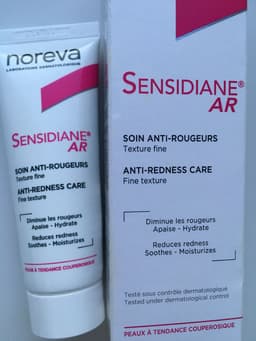 noreva
LABORATOIRE DERMATOLOGIQUE
SENSIDIANE®
AR
SOIN ANTI-ROUGEURS
Texture fine
ANTI-REDNESS CARE
Fine texture
Diminue les rougeurs
Apaise - Hydrate
Reduces redness
Soothes - Moisturizes
PEAUX À TENDANCE COUPEROSIQUE
SENSIDIANE®
AR
SOIN ANTI-ROUGEURS
Texture fine
ANTI-REDNESS CARE
Fine texture
Diminue les rougeurs
Apaise - Hydrate
Reduces redness
Soothes - Moisturizes
Testé sous contrôle dermatologique
Tested under dermatological control
PEAUX À TENDANCE COUPEROSIQUE